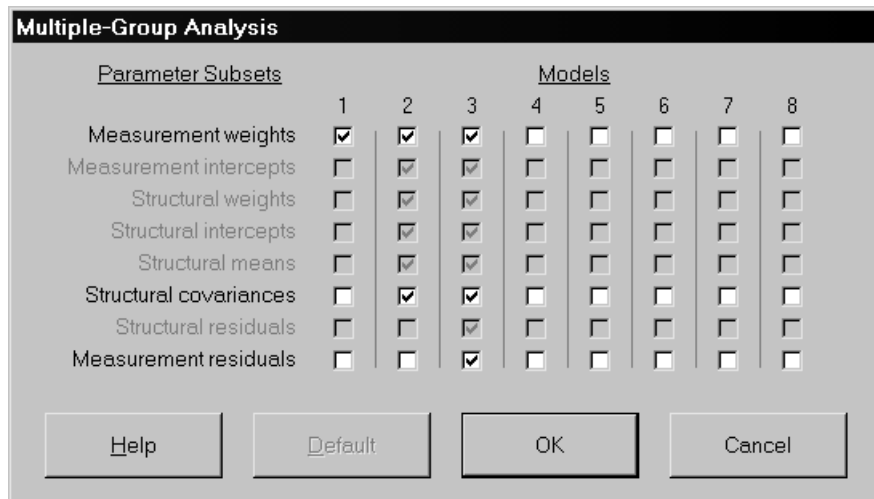 Multiple-Group Analysis
Parameter Subsets Models
1 2 3 4 5 6 7 8
Measurement weights
Measurement intercepts
Structural weights
Structural intercepts
Structural means
Structural covariances
Structural residuals
Measurement residuals
Help Default OK Cancel